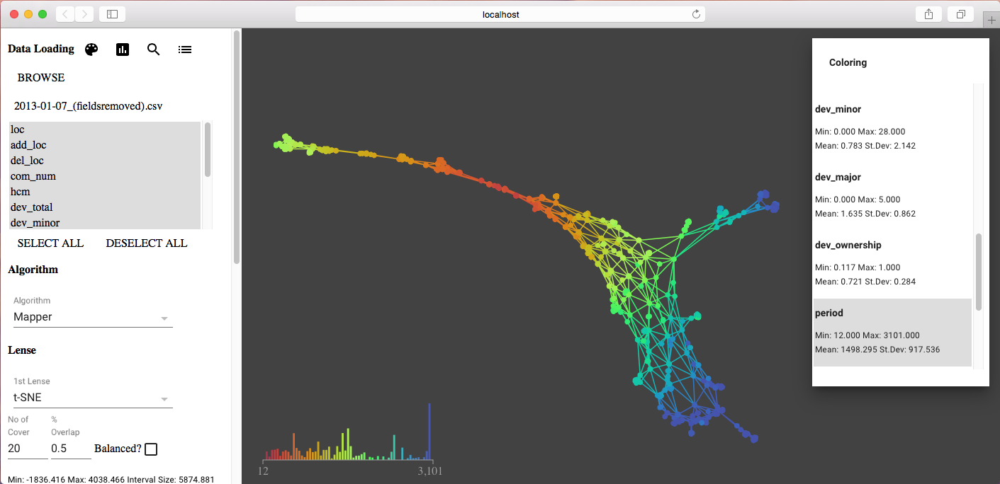 localhost
Data Loading
BROWSE
2013-01-07_(fieldsremoved).csv
loc
add_loc
del_loc
com_num
hcm
dev_total
dev_minor
SELECT ALL DESELECT ALL
Algorithm
Algorithm
Mapper
Lense
1st Lense
t-SNE
No of Cover
% Overlap
20
0.5
Balanced?
Min: -1836.416 Max: 4038.466 Interval Size: 5874.881
12 3,101
Coloring
dev_minor
Min: 0.000 Max: 28.000
Mean: 0.783 St.Dev: 2.142
dev_major
Min: 0.000 Max: 5.000
Mean: 1.635 St.Dev: 0.862
dev_ownership
Min: 0.117 Max: 1.000
Mean: 0.721 St.Dev: 0.284
period
Min: 12.000 Max: 3101.000
Mean: 1498.295 St.Dev: 917.536